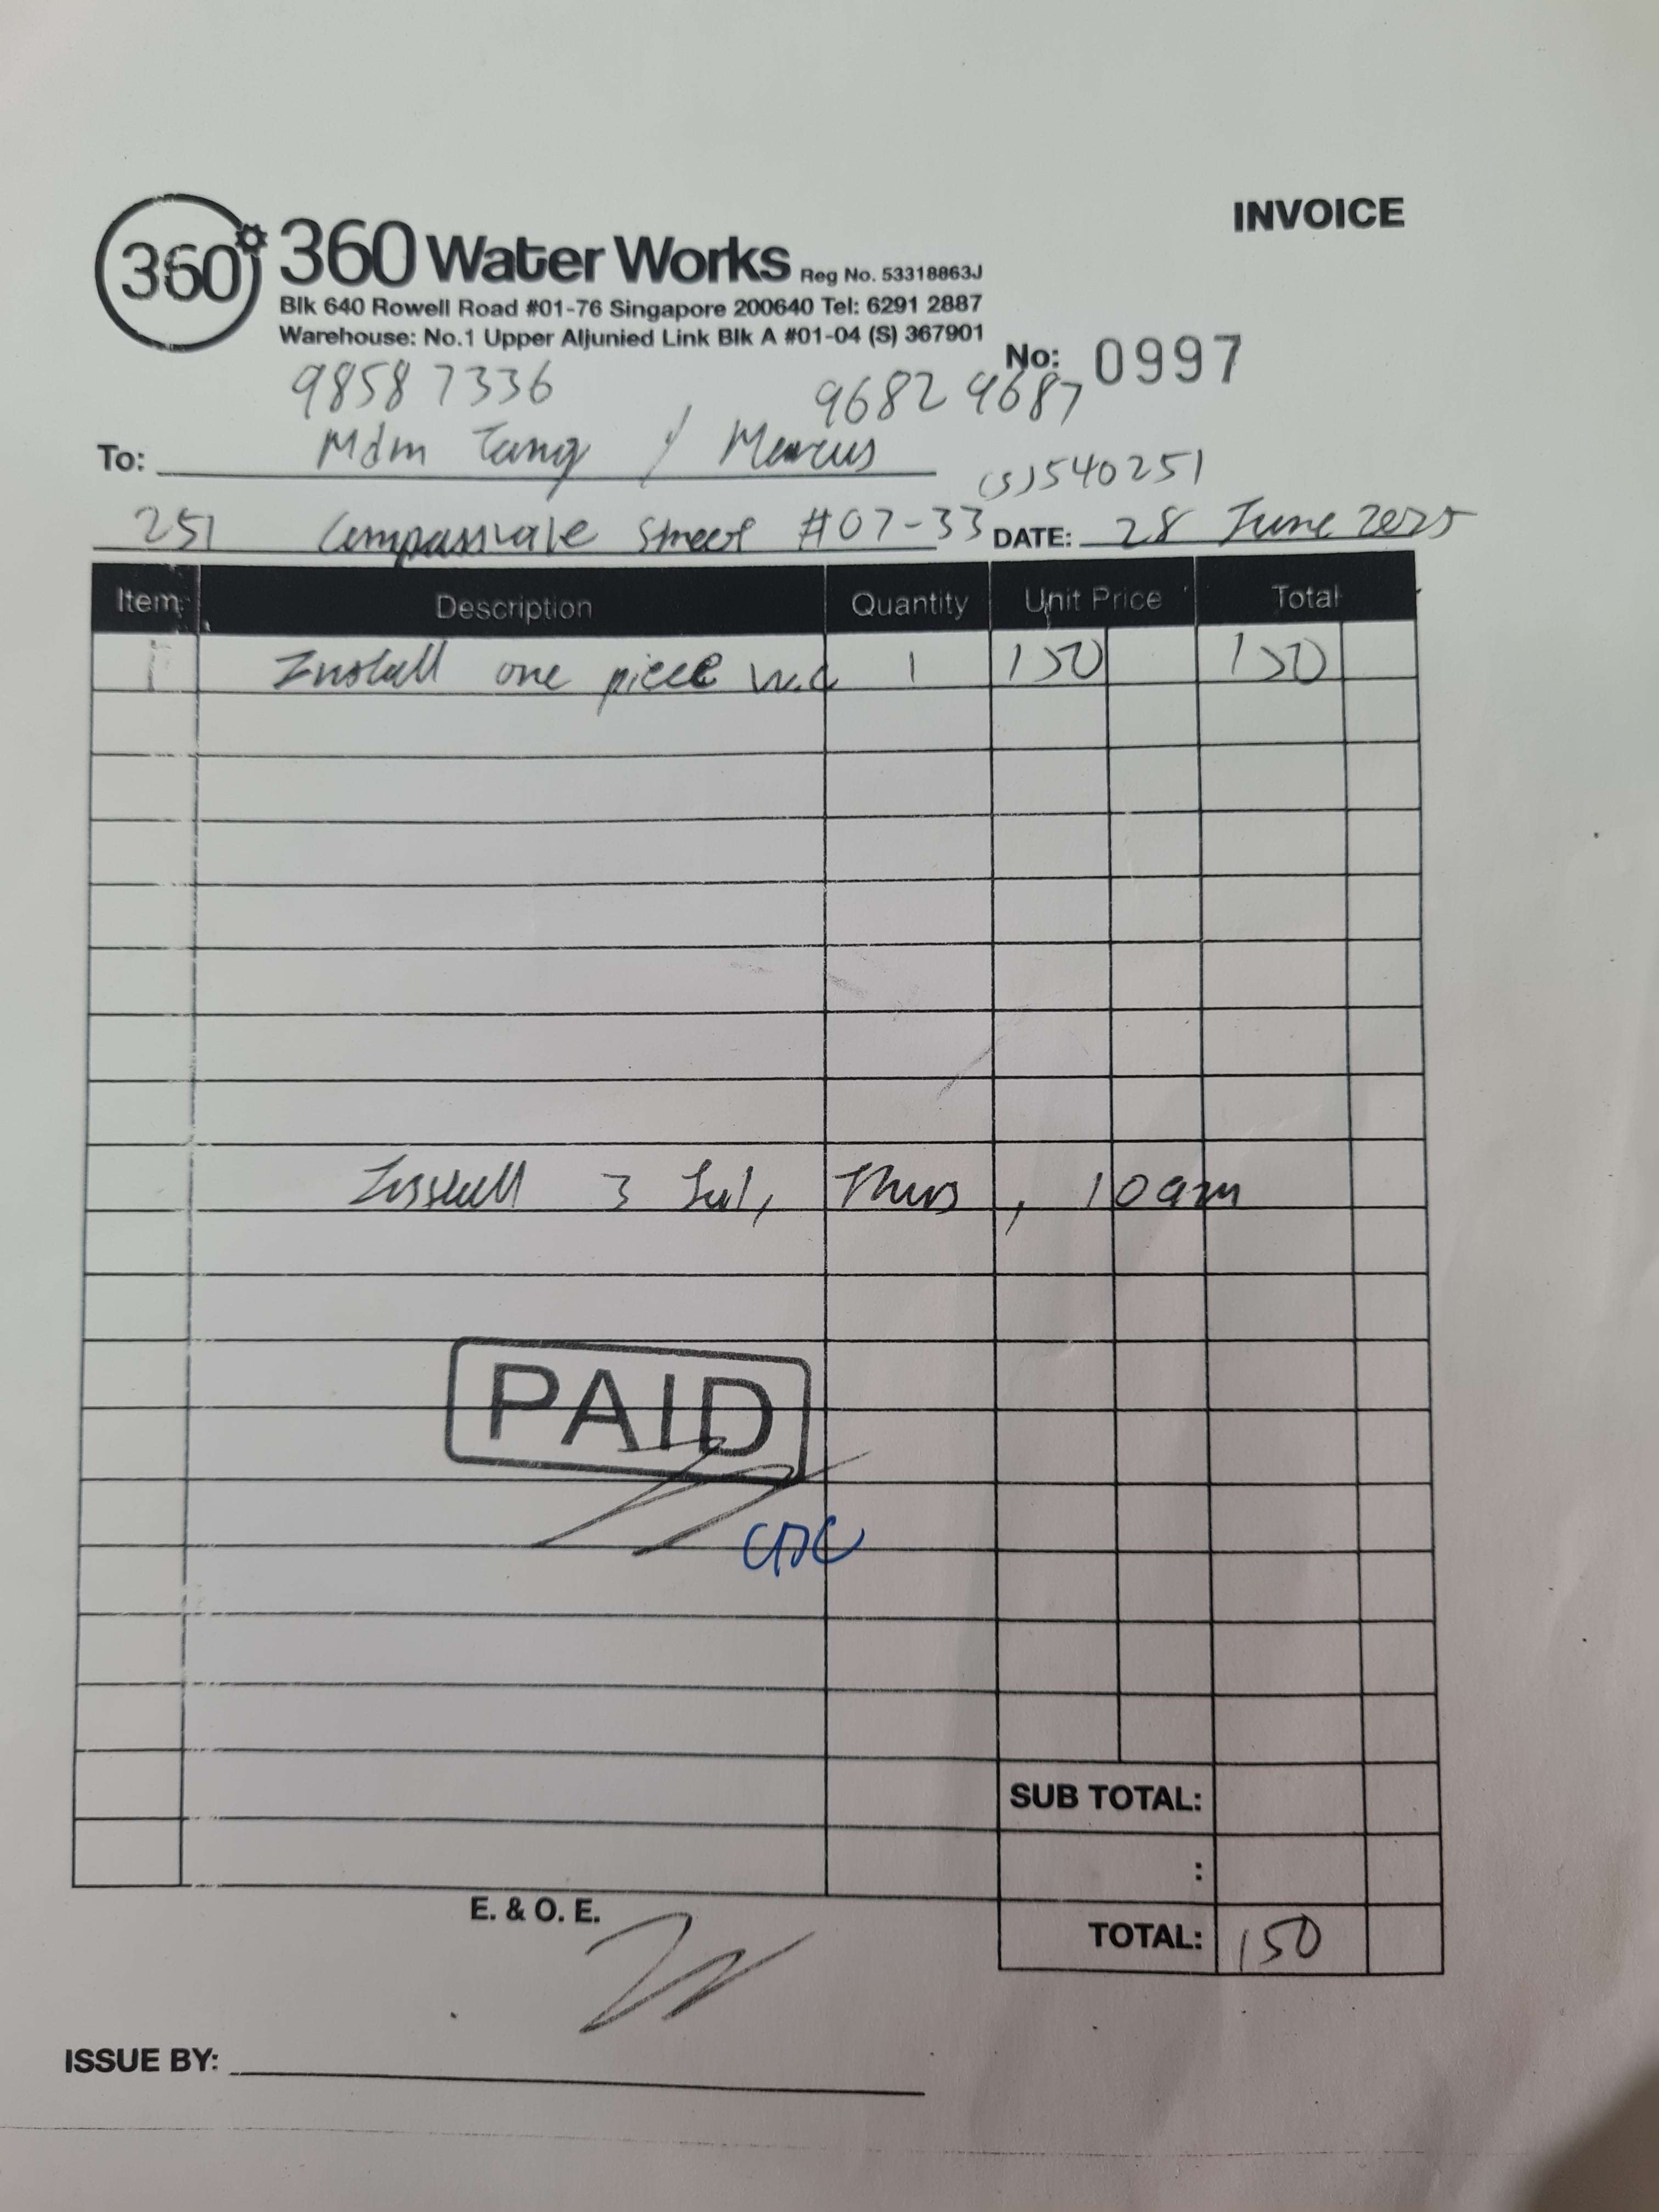 INVOICE
360°
360 Water Works Reg No. 53318863J
Blk 640 Rowell Road #01-76 Singapore 200640 Tel: 6291 2887
Warehouse: No.1 Upper Aljunied Link Blk A #01-04 (S) 367901
No: 0997
9858 7336 9682 9687
To: Mdm Tang / Marcus
(S) 540251
251 Compassvale Street #07-33 DATE: 28 June 2025
Item Description Quantity Unit Price Total
1 Install one piece w.c 1 150 150
Install 3 Jul, Thurs, 10am
PAID
CDC
SUB TOTAL:
:
E. & O. E.
TOTAL: 150
ISSUE BY: